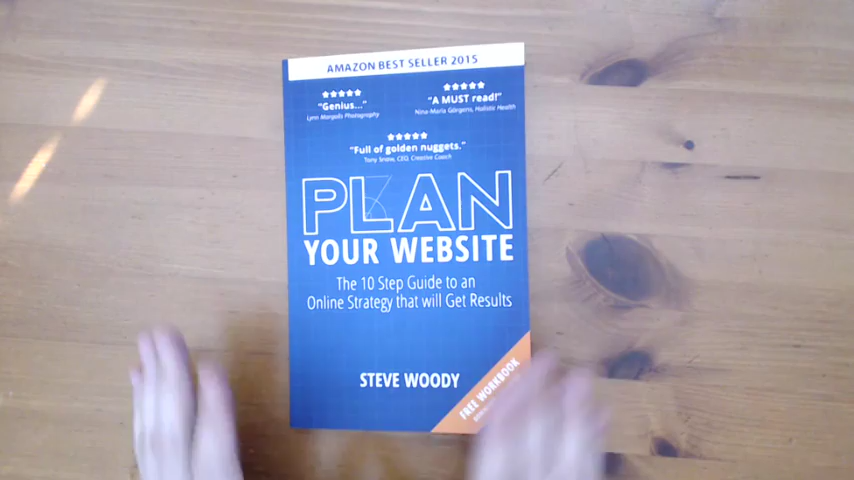 AMAZON BEST SELLER 2015
"Genius..."
Lynn Margolis Photography
"A MUST read!"
Nina-Maria Görgens, Holistic Health
"Full of golden nuggets."
Tony Snow, CEO, Creative Coach
PLAN
YOUR WEBSITE
The 10 Step Guide to an
Online Strategy that will Get Results
STEVE WOODY
FREE WORKBOOK